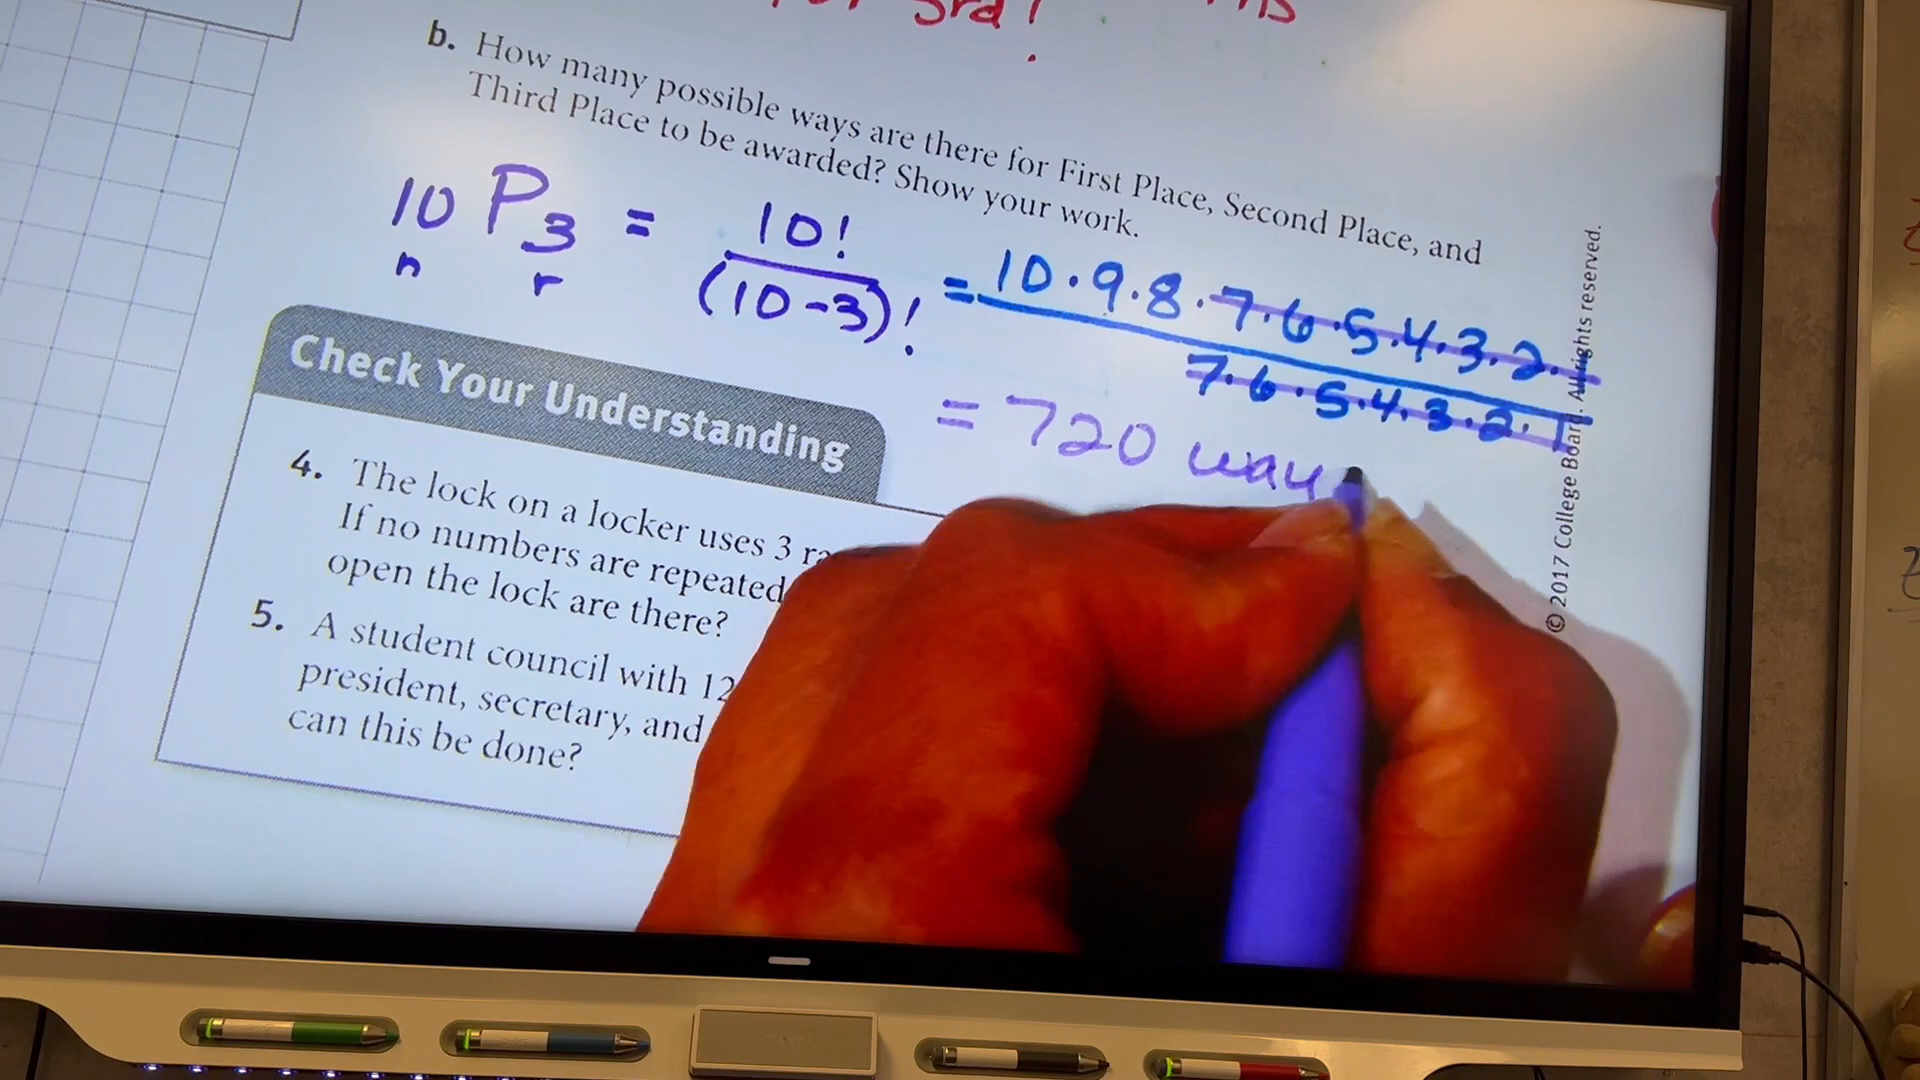 for 3rd!
b. How many possible ways are there for First Place, Second Place, and
Third Place to be awarded? Show your work.
10 P 3 = 10! / (10-3)! = 10·9·8·7·6·5·4·3·2· / 7·6·5·4·3·2·1
n r
= 720 way
Check Your Understanding
4. The lock on a locker uses 3
If no numbers are repeated
open the lock are there?
5. A student council with 12
president, secretary, and
can this be done?
© 2017 College Board. All rights reserved.